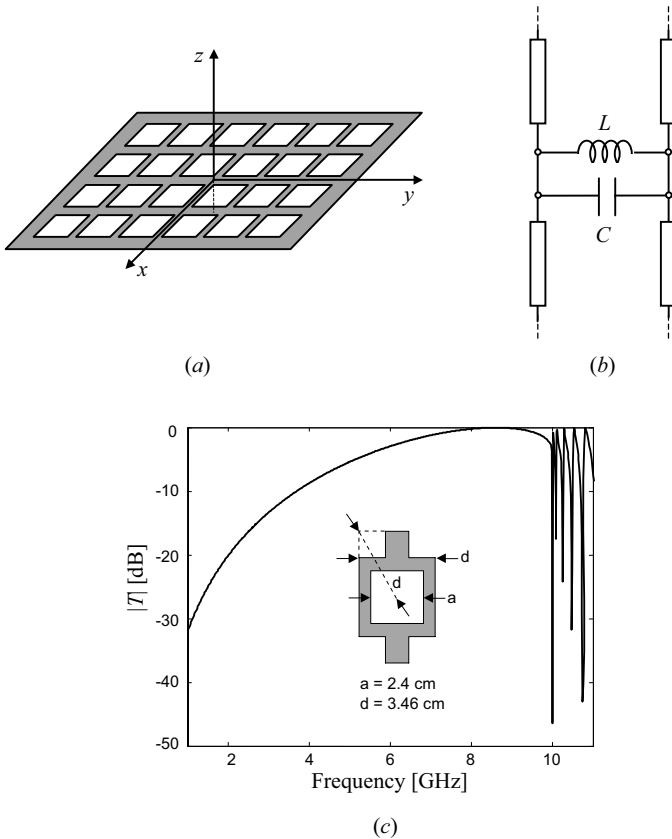 z
y
x
(a)
L
C
(b)
0
-10
-20
-30
-40
-50
|T| [dB]
d
d
a
a = 2.4 cm
d = 3.46 cm
2
4
6
8
10
Frequency [GHz]
(c)